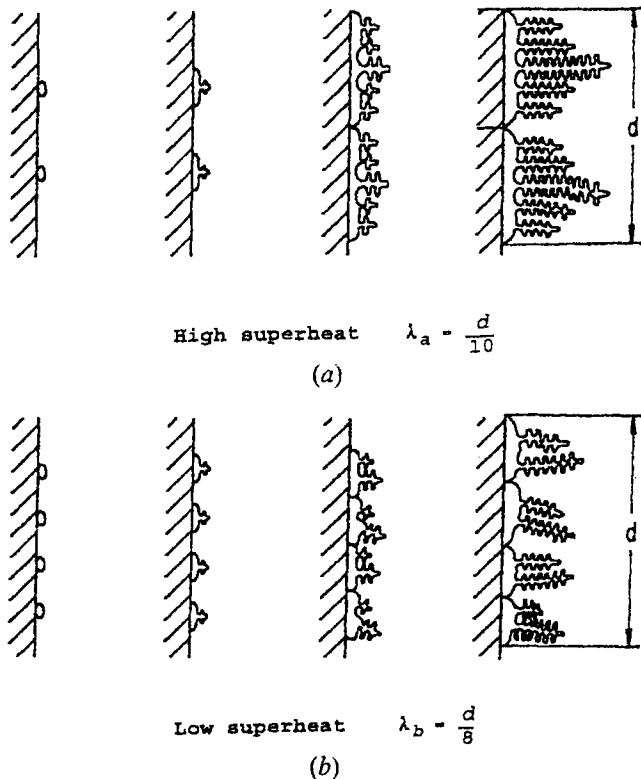 d
High superheat λa - d/10
(a)
d
Low superheat λb = d/8
(b)